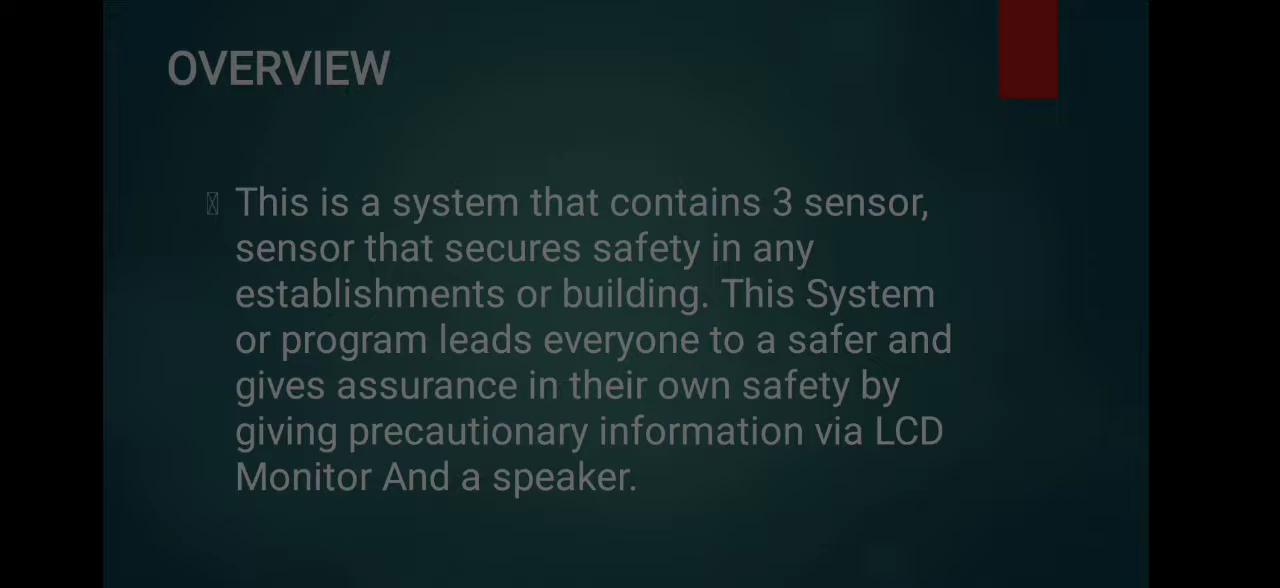 OVERVIEW
This is a system that contains 3 sensor,
sensor that secures safety in any
establishments or building. This System
or program leads everyone to a safer and
gives assurance in their own safety by
giving precautionary information via LCD
Monitor And a speaker.